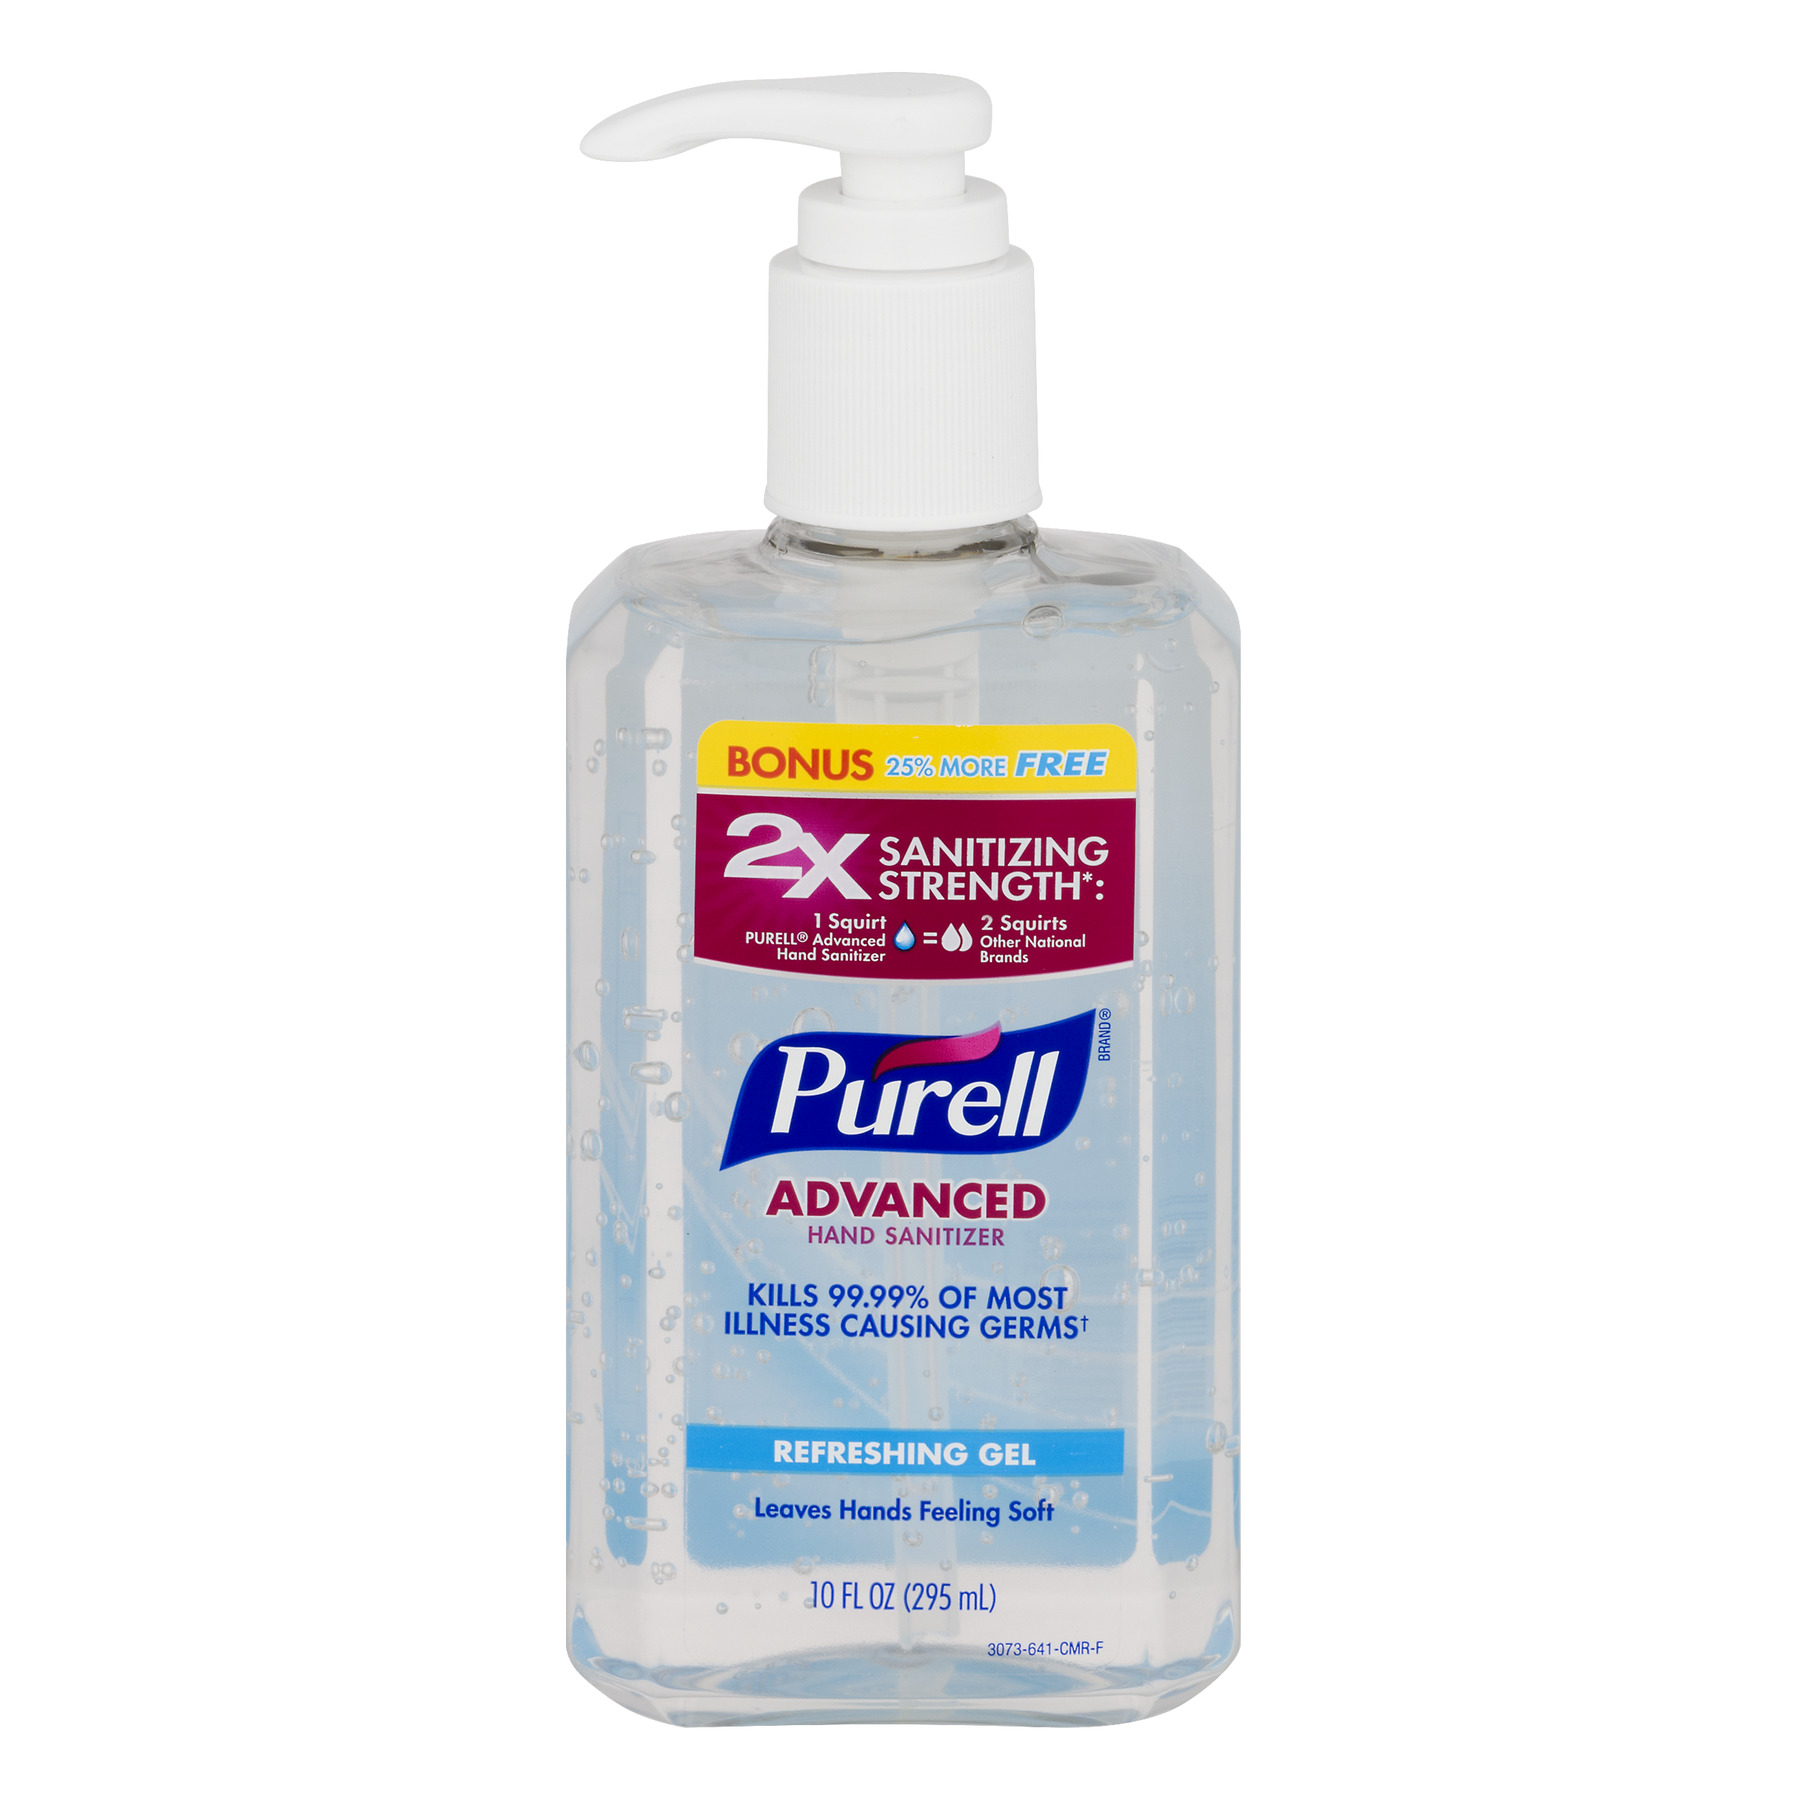 BONUS 25% MORE FREE
2X SANITIZING
STRENGTH*:
1 Squirt
PURELL® Advanced
Hand Sanitizer
=
2 Squirts
Other National
Brands
Purell
BRAND®
ADVANCED
HAND SANITIZER
KILLS 99.99% OF MOST
ILLNESS CAUSING GERMS†
REFRESHING GEL
Leaves Hands Feeling Soft
10 FL OZ (295 mL)
3073-641-CMR-F